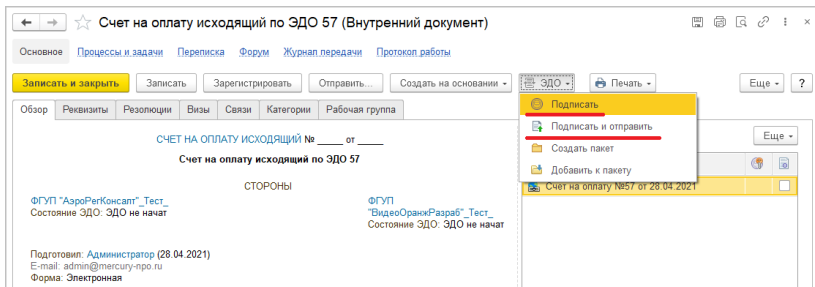 Счет на оплату исходящий по ЭДО 57 (Внутренний документ)
Основное Процессы и задачи Переписка Форум Журнал передачи Протокол работы
Записать и закрыть Записать Зарегистрировать Отправить... Создать на основании ЭДО Печать Еще ?
Обзор Реквизиты Резолюции Визы Связи Категории Рабочая группа
Подписать
Подписать и отправить
Создать пакет
Добавить к пакету
Еще
СЧЕТ НА ОПЛАТУ ИСХОДЯЩИЙ № _____ от _____
Счет на оплату исходящий по ЭДО 57
СТОРОНЫ
ФГУП "АэроРегКонсалт"_Тест_
Состояние ЭДО: ЭДО не начат
ФГУП
"ВидеоОранжРазраб"_Тест_
Состояние ЭДО: ЭДО не начат
Счет на оплату №57 от 28.04.2021
Подготовил: Администратор (28.04.2021)
E-mail: admin@mercury-npo.ru
Форма: Электронная